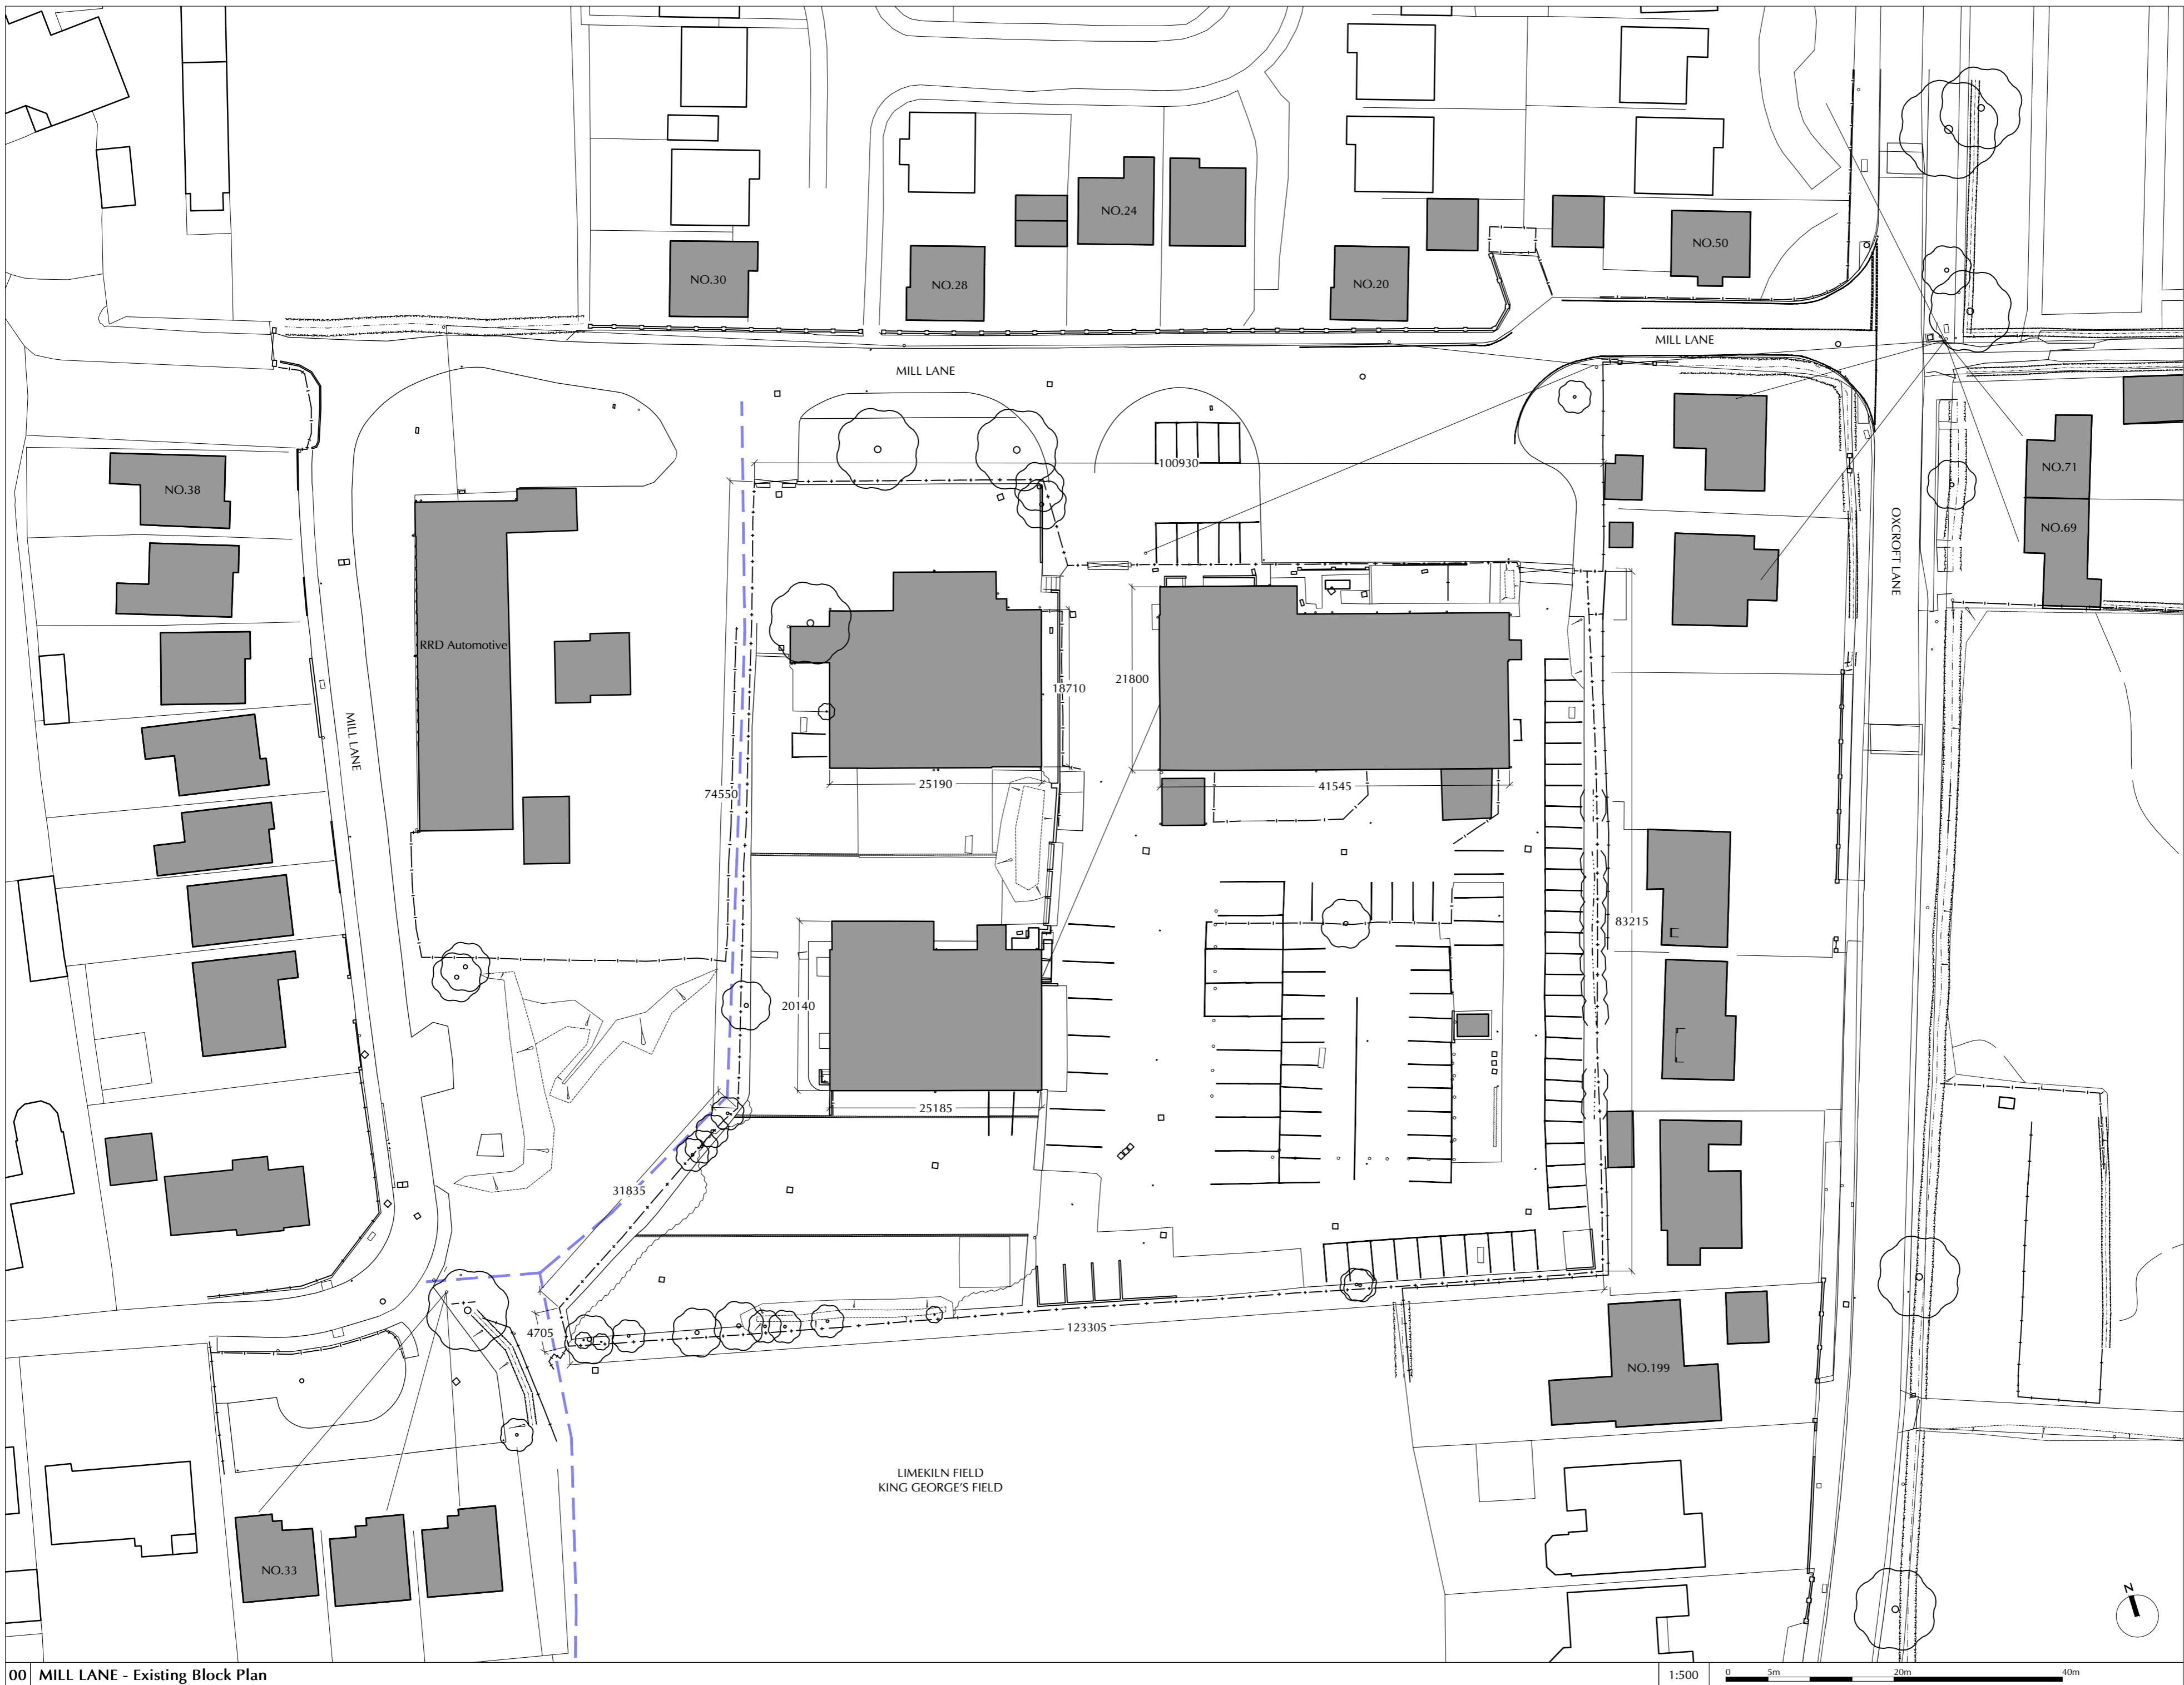 NO.24
NO.30
NO.28
NO.20
NO.50
MILL LANE
MILL LANE
100930
NO.38
NO.71
NO.69
OXCROFT LANE
RRD Automotive
MILL LANE
18710
21800
74550
25190
41545
83215
20140
25185
31835
4705
123305
NO.199
LIMEKILN FIELD
KING GEORGE'S FIELD
NO.33
N
00 MILL LANE - Existing Block Plan
1:500
0 5m 20m 40m